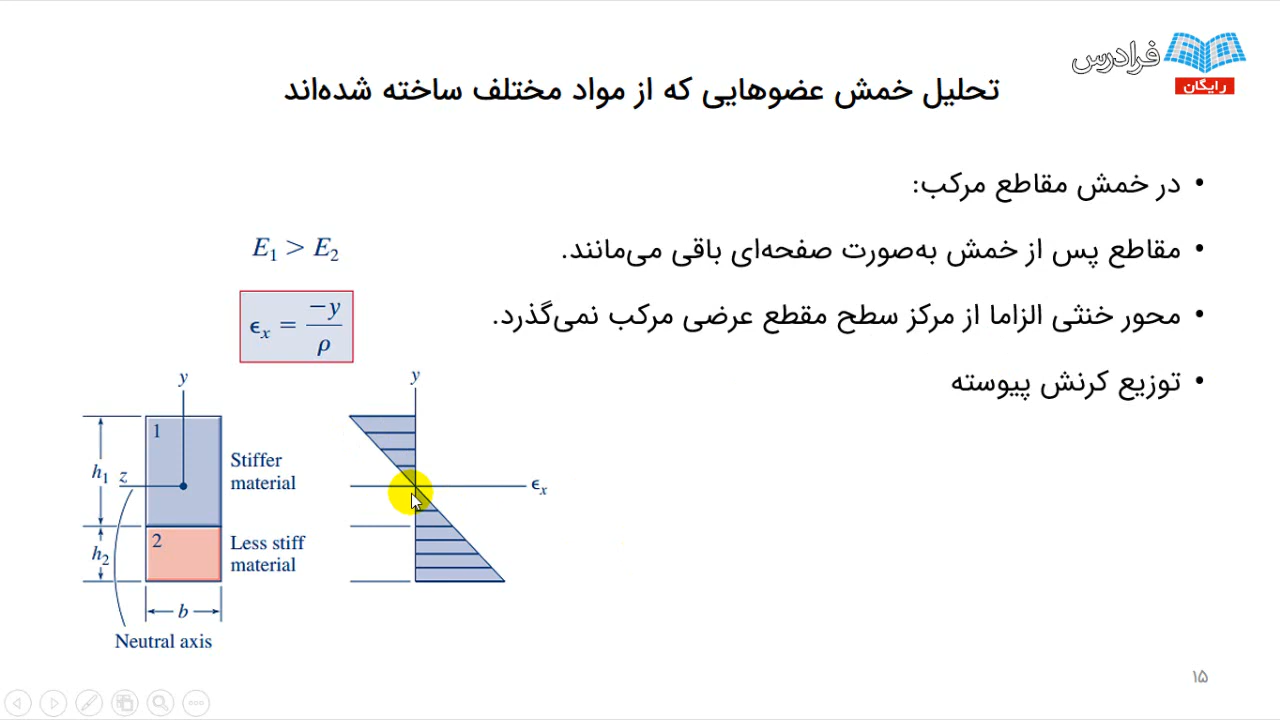 فرادرس
رایگان
تحلیل خمش عضوهایی که از مواد مختلف ساخته شده‌اند
• در خمش مقاطع مرکب:
• مقاطع پس از خمش به‌صورت صفحه‌ای باقی می‌مانند.
• محور خنثی الزاما از مرکز سطح مقطع عرضی مرکب نمی‌گذرد.
• توزیع کرنش پیوسته
E₁ > E₂
ϵₓ = −y / ρ
y
1
h₁
z
Stiffer
material
2
h₂
Less stiff
material
b
Neutral axis
y
ϵₓ
۱۵